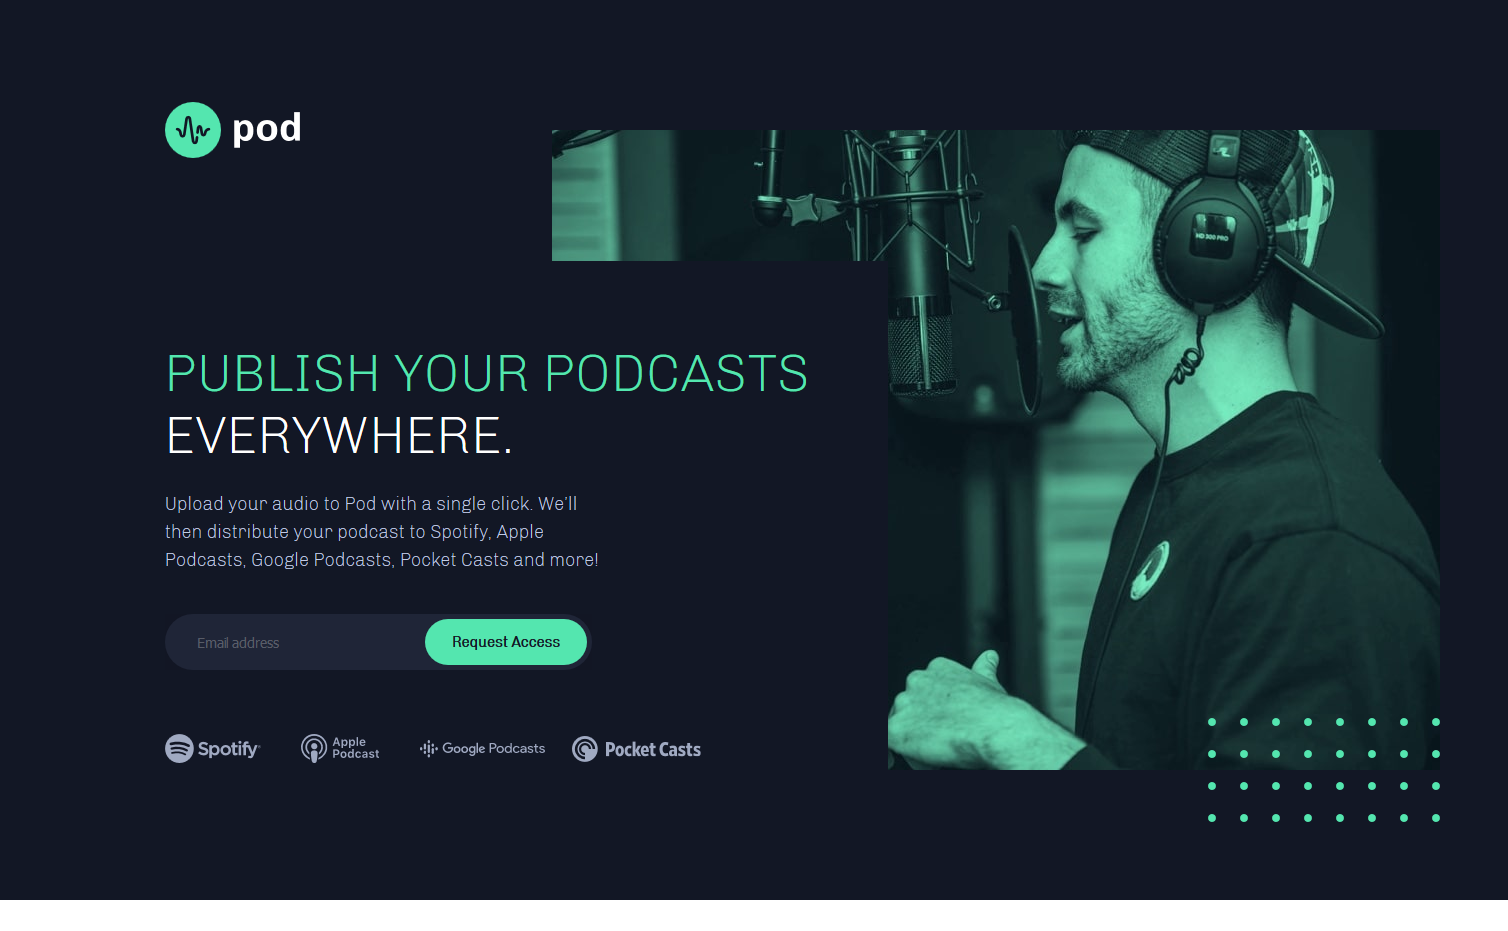 pod
HD 300 PRO
PUBLISH YOUR PODCASTS
EVERYWHERE.
Upload your audio to Pod with a single click. We’ll
then distribute your podcast to Spotify, Apple
Podcasts, Google Podcasts, Pocket Casts and more!
Email address
Request Access
Spotify
Apple
Podcast
Google Podcasts
Pocket Casts